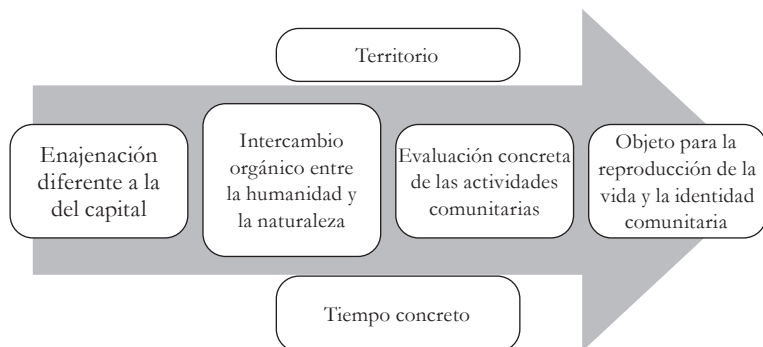 Territorio
Enajenación
diferente a la
del capital
Intercambio
orgánico entre
la humanidad y
la naturaleza
Evaluación concreta
de las actividades
comunitarias
Objeto para la
reproducción de la
vida y la identidad
comunitaria
Tiempo concreto